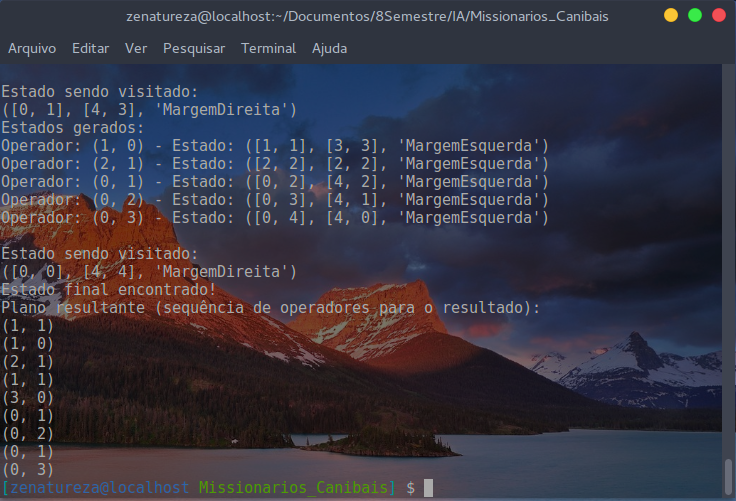 zenatureza@localhost:~/Documentos/8Semestre/IA/Missionarios_Canibais
Arquivo Editar Ver Pesquisar Terminal Ajuda
Estado sendo visitado:
([0, 1], [4, 3], 'MargemDireita')
Estados gerados:
Operador: (1, 0) - Estado: ([1, 1], [3, 3], 'MargemEsquerda')
Operador: (2, 1) - Estado: ([2, 2], [2, 2], 'MargemEsquerda')
Operador: (0, 1) - Estado: ([0, 2], [4, 2], 'MargemEsquerda')
Operador: (0, 2) - Estado: ([0, 3], [4, 1], 'MargemEsquerda')
Operador: (0, 3) - Estado: ([0, 4], [4, 0], 'MargemEsquerda')
Estado sendo visitado:
([0, 0], [4, 4], 'MargemDireita')
Estado final encontrado!
Plano resultante (sequência de operadores para o resultado):
(1, 1)
(1, 0)
(2, 1)
(1, 1)
(3, 0)
(0, 1)
(0, 2)
(0, 1)
(0, 3)
[zenatureza@localhost Missionarios_Canibais] $